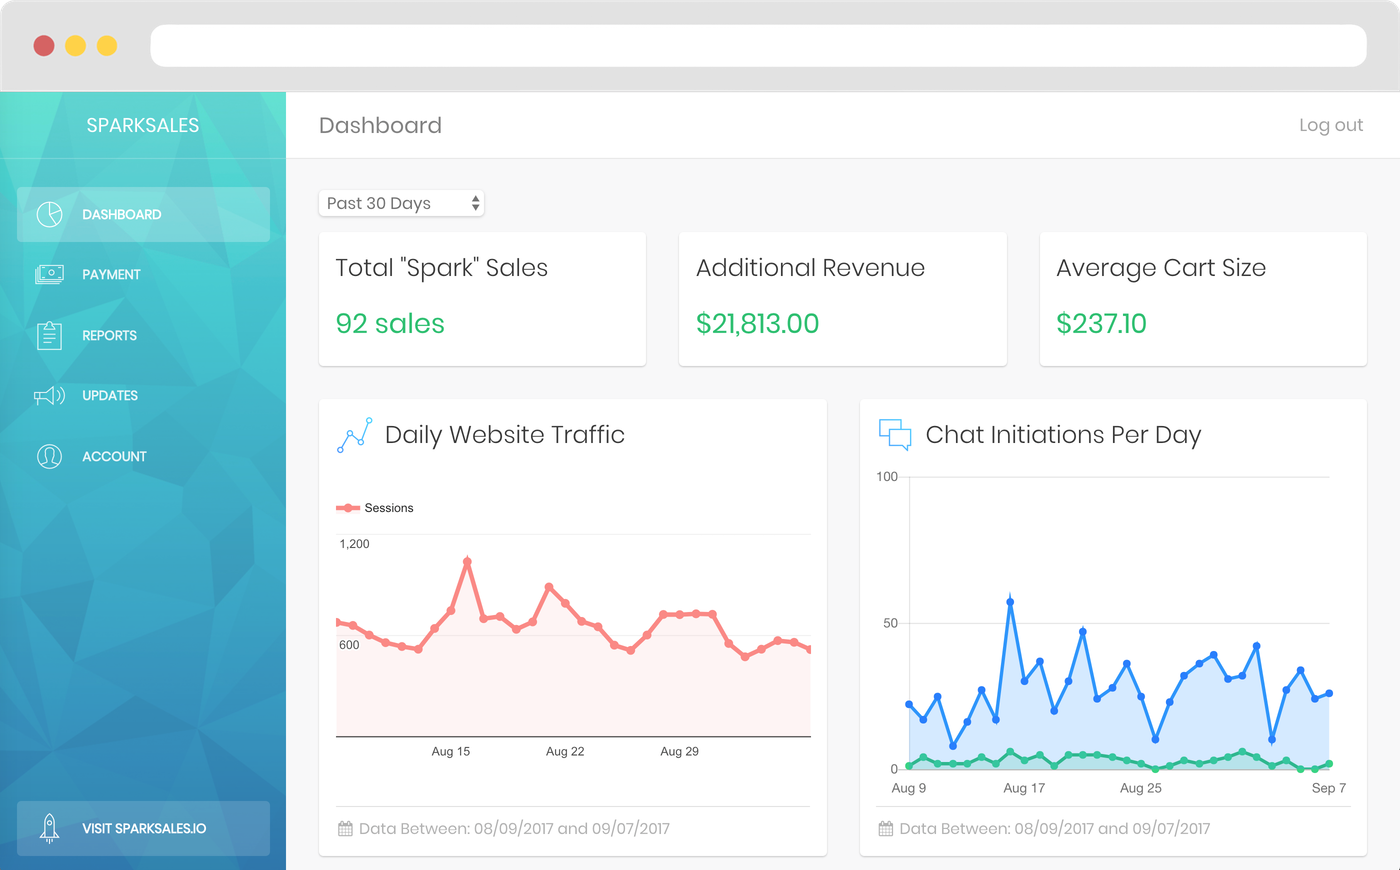 SPARKSALES
Dashboard
Log out
DASHBOARD
PAYMENT
REPORTS
UPDATES
ACCOUNT
VISIT SPARKSALES.IO
Past 30 Days
Total "Spark" Sales
92 sales
Additional Revenue
$21,813.00
Average Cart Size
$237.10
Daily Website Traffic
Sessions
1,200
600
Aug 15 Aug 22 Aug 29
Data Between: 08/09/2017 and 09/07/2017
Chat Initiations Per Day
100
50
0
Aug 9 Aug 17 Aug 25 Sep 7
Data Between: 08/09/2017 and 09/07/2017